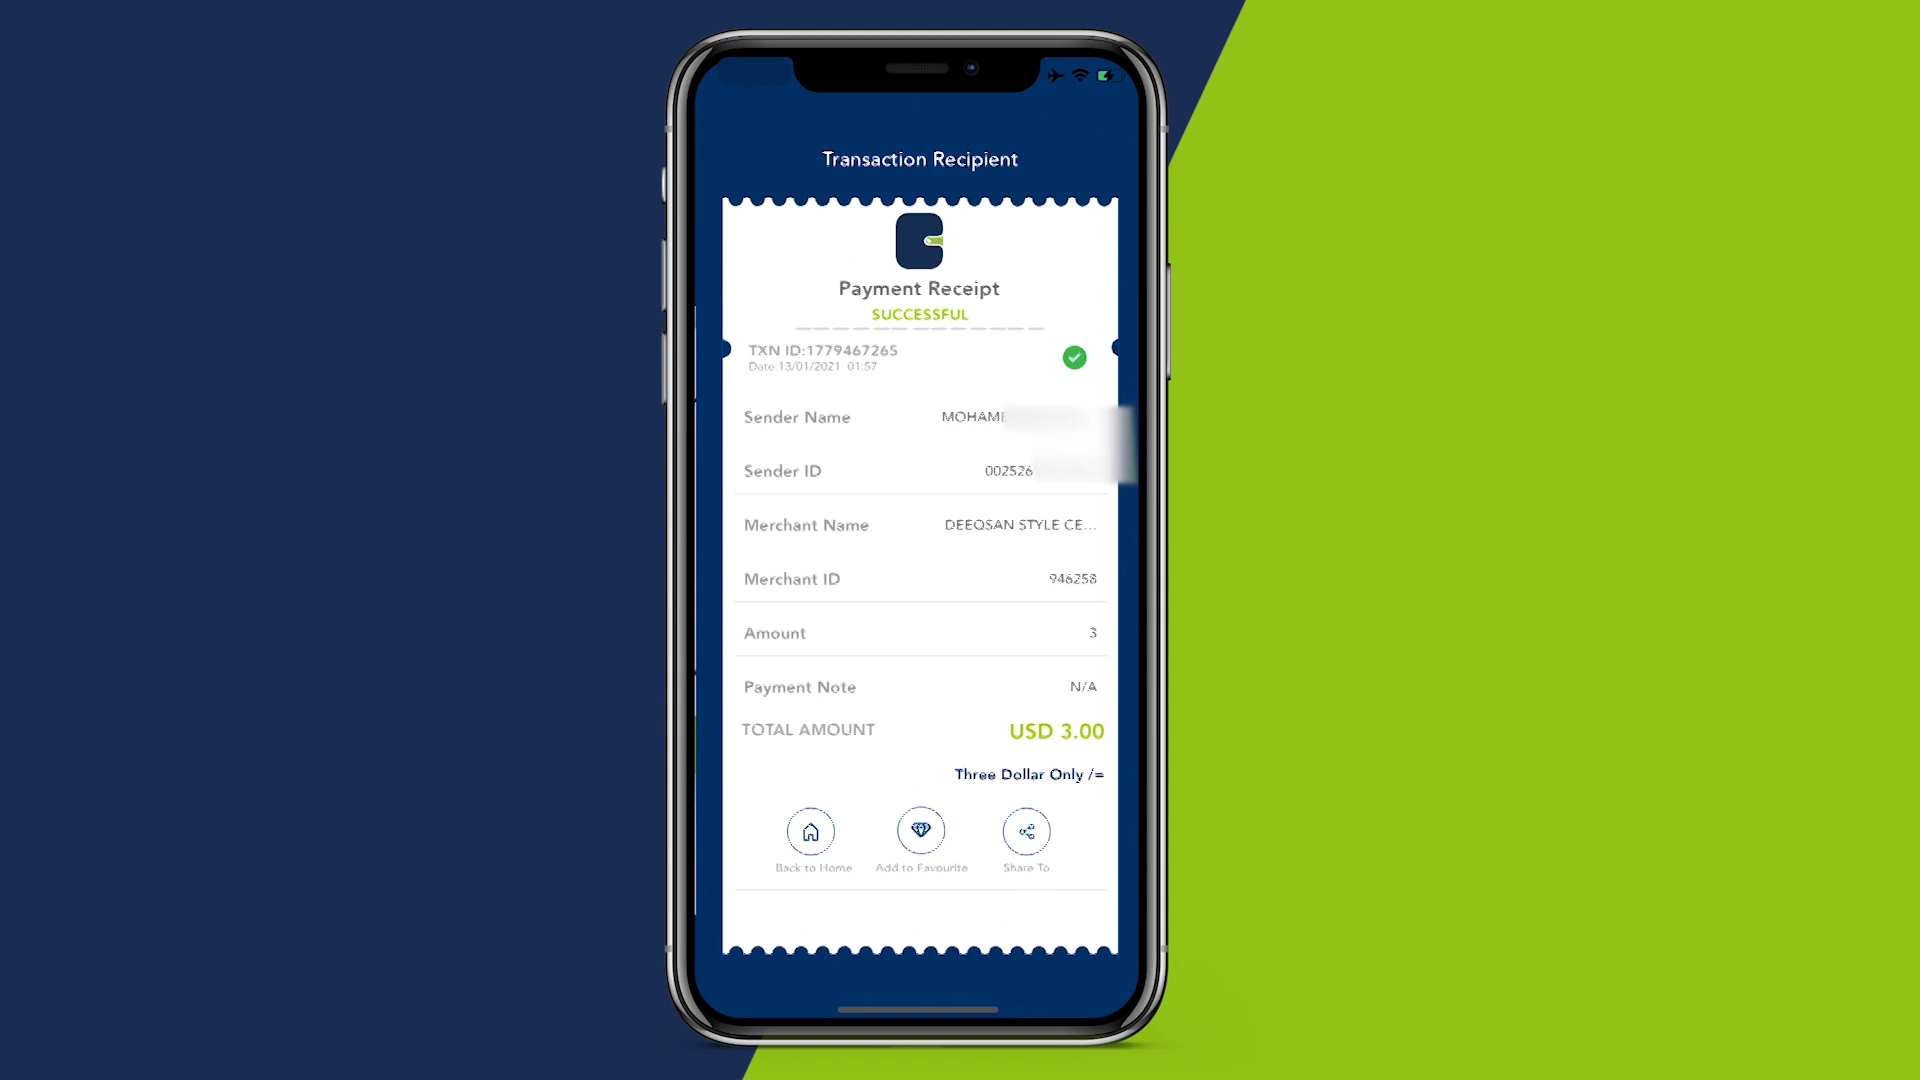 Transaction Recipient
Payment Receipt
SUCCESSFUL
TXN ID:1779467265
Date:13/01/2021 01:57
Sender Name MOHAME
Sender ID 002526
Merchant Name DEEQSAN STYLE CE...
Merchant ID 946258
Amount 3
Payment Note N/A
TOTAL AMOUNT USD 3.00
Three Dollar Only /=
Back to Home Add to Favourite Share To